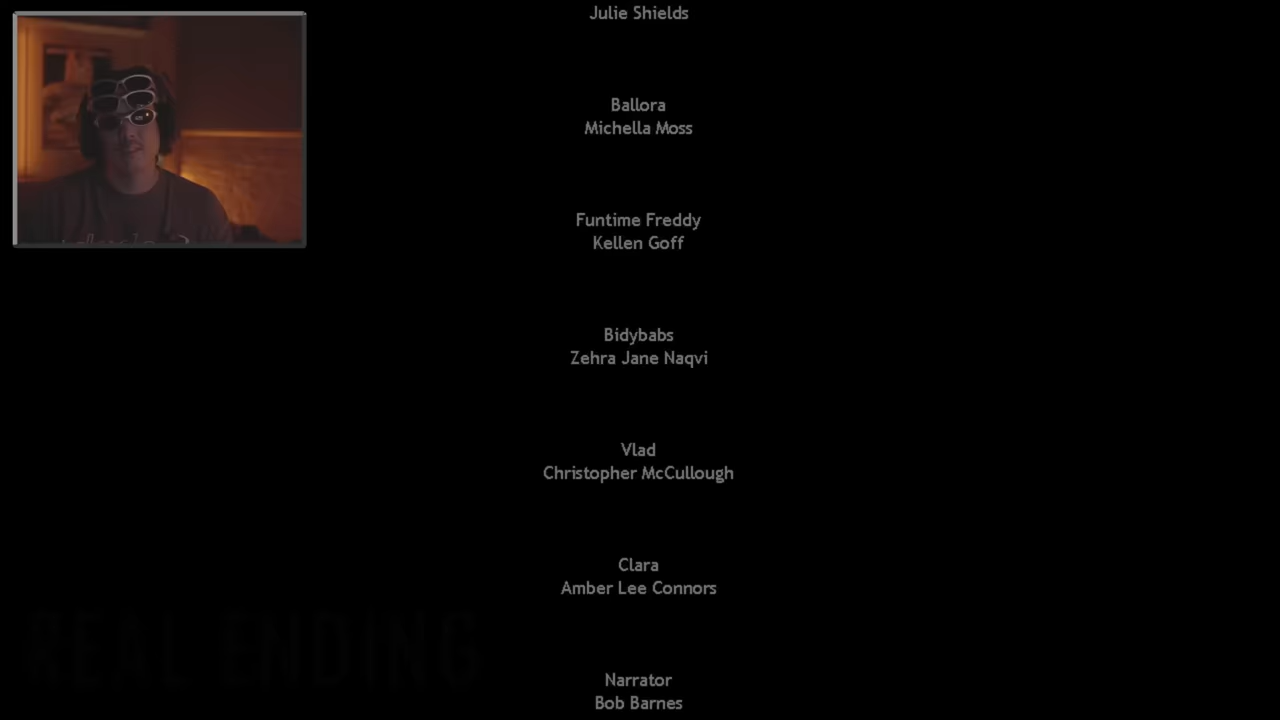 Julie Shields
Ballora
Michella Moss
Funtime Freddy
Kellen Goff
Bidybabs
Zehra Jane Naqvi
Vlad
Christopher McCullough
Clara
Amber Lee Connors
REAL ENDING
Narrator
Bob Barnes